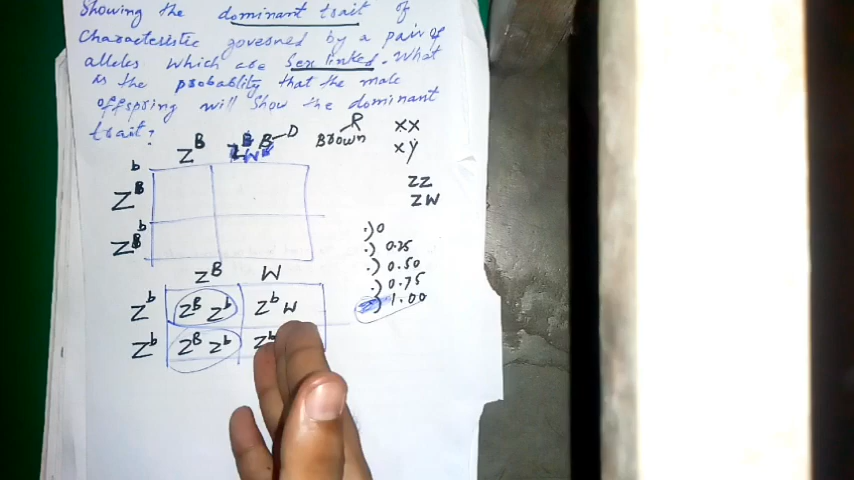 Showing the dominant trait of
Characteristic governed by a pair of
alleles which are Sex linked. What
is the probability that the male
offspring will show the dominant
trait?
B—D
R
Brown
XX
XY
ZZ
ZW
Z^B
Z^B
Z^B
.) 0
.) 0.25
.) 0.50
.) 0.75
1.00
Z^B W
Z^b Z^B Z^b Z^b W
Z^b Z^B Z^b Z^b